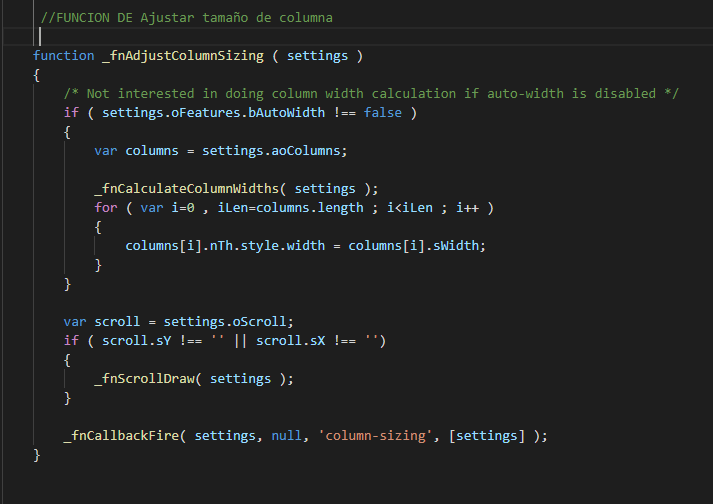 //FUNCION DE Ajustar tamaño de columna
function _fnAdjustColumnSizing ( settings )
{
/* Not interested in doing column width calculation if auto-width is disabled */
if ( settings.oFeatures.bAutoWidth !== false )
{
var columns = settings.aoColumns;
_fnCalculateColumnWidths( settings );
for ( var i=0 , iLen=columns.length ; i<iLen ; i++ )
{
columns[i].nTh.style.width = columns[i].sWidth;
}
}
var scroll = settings.oScroll;
if ( scroll.sY !== '' || scroll.sX !== '')
{
_fnScrollDraw( settings );
}
_fnCallbackFire( settings, null, 'column-sizing', [settings] );
}